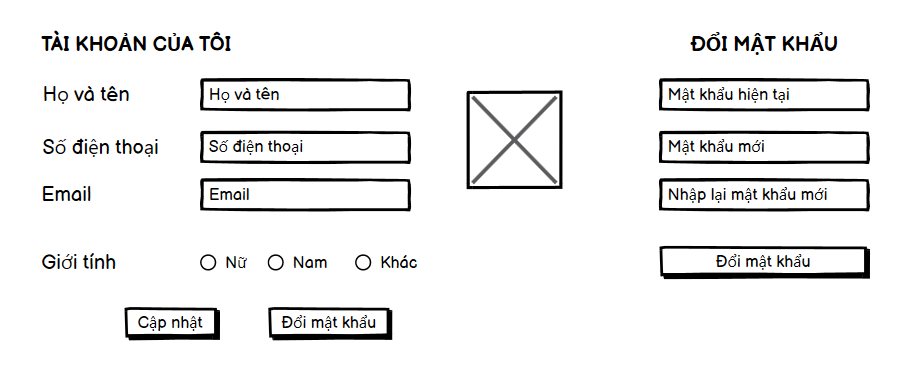 TÀI KHOẢN CỦA TÔI
Họ và tên
Họ và tên
Số điện thoại
Số điện thoại
Email
Email
Giới tính
Nữ
Nam
Khác
Cập nhật
Đổi mật khẩu
ĐỔI MẬT KHẨU
Mật khẩu hiện tại
Mật khẩu mới
Nhập lại mật khẩu mới
Đổi mật khẩu